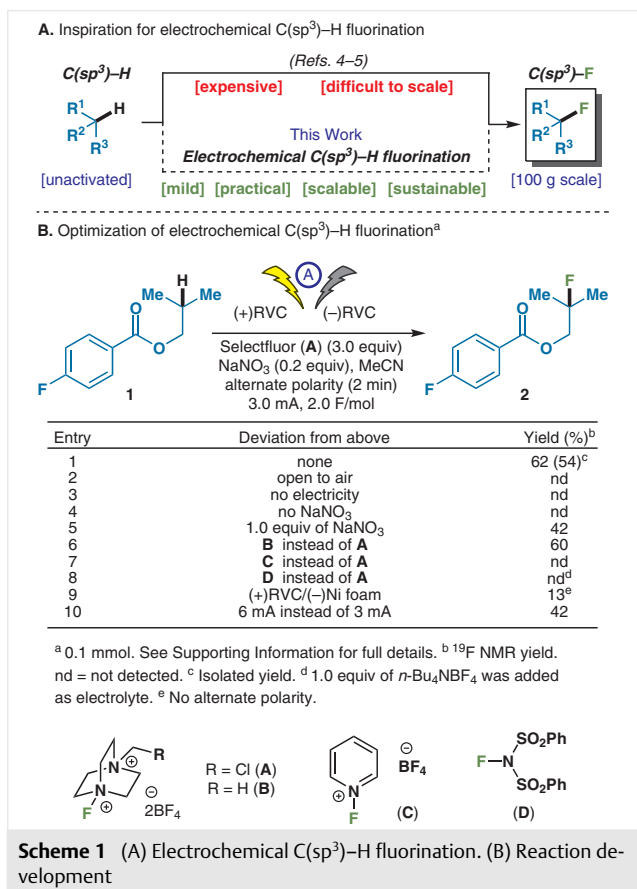 A. Inspiration for electrochemical C(sp³)–H fluorination
(Refs. 4–5)
C(sp³)–H
C(sp³)–F
[expensive] [difficult to scale]
R¹ H
R²
R³
This Work
Electrochemical C(sp³)–H fluorination
R¹ F
R²
R³
[unactivated]
[mild] [practical] [scalable] [sustainable]
[100 g scale]
B. Optimization of electrochemical C(sp³)–H fluorinationᵃ
H
Me Me
O
O
F
1
A
(+)RVC (–)RVC
Selectfluor (A) (3.0 equiv)
NaNO₃ (0.2 equiv), MeCN
alternate polarity (2 min)
3.0 mA, 2.0 F/mol
F
Me Me
O
O
F
2
Entry Deviation from above Yield (%)ᵇ
1 none 62 (54)ᶜ
2 open to air nd
3 no electricity nd
4 no NaNO₃ nd
5 1.0 equiv of NaNO₃ 42
6 B instead of A 60
7 C instead of A nd
8 D instead of A ndᵈ
9 (+)RVC/(–)Ni foam 13ᵉ
10 6 mA instead of 3 mA 42
ᵃ 0.1 mmol. See Supporting Information for full details. ᵇ ¹⁹F NMR yield.
nd = not detected. ᶜ Isolated yield. ᵈ 1.0 equiv of n-Bu₄NBF₄ was added
as electrolyte. ᵉ No alternate polarity.
R
N
⊕
N
⊕
F
⊖
2BF₄
R = Cl (A)
R = H (B)
N
⊕
F
⊖
BF₄
(C)
SO₂Ph
F–N
SO₂Ph
(D)
Scheme 1 (A) Electrochemical C(sp³)–H fluorination. (B) Reaction de-
velopment